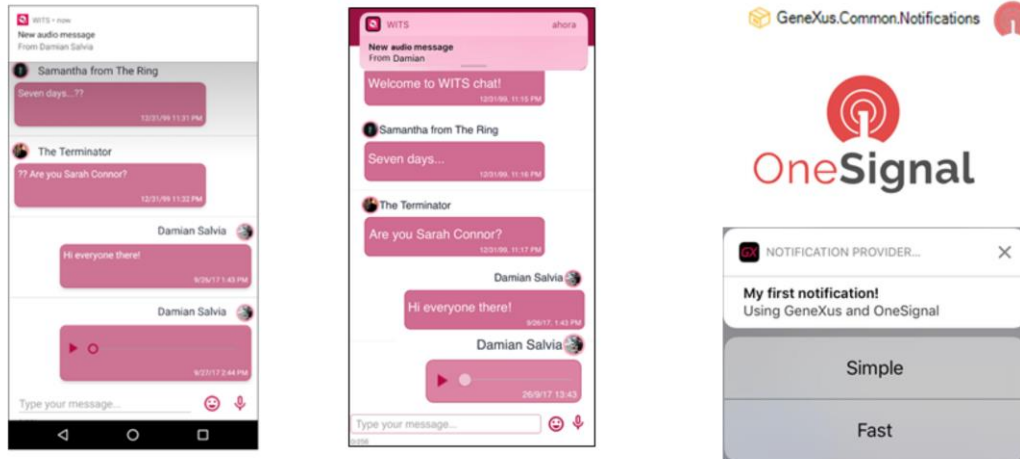 WITS • now
New audio message
From Damian Salvia
Samantha from The Ring
Seven days...??
12/31/99 11:31 PM
The Terminator
?? Are you Sarah Connor?
12/31/99 11:32 PM
Damian Salvia
Hi everyone there!
9/26/17 1:43 PM
Damian Salvia
9/27/17 2:44 PM
Type your message...
WITS
ahora
New audio message
From Damian
Welcome to WITS chat!
12/31/99, 11:15 PM
Samantha from The Ring
Seven days...
12/31/99, 11:16 PM
The Terminator
Are you Sarah Connor?
12/31/99, 11:17 PM
Damian Salvia
Hi everyone there!
9/26/17, 1:43 PM
Damian Salvia
26/9/17 13:43
Type your message...
GeneXus.Common.Notifications
OneSignal
GX NOTIFICATION PROVIDER...
My first notification!
Using GeneXus and OneSignal
Simple
Fast